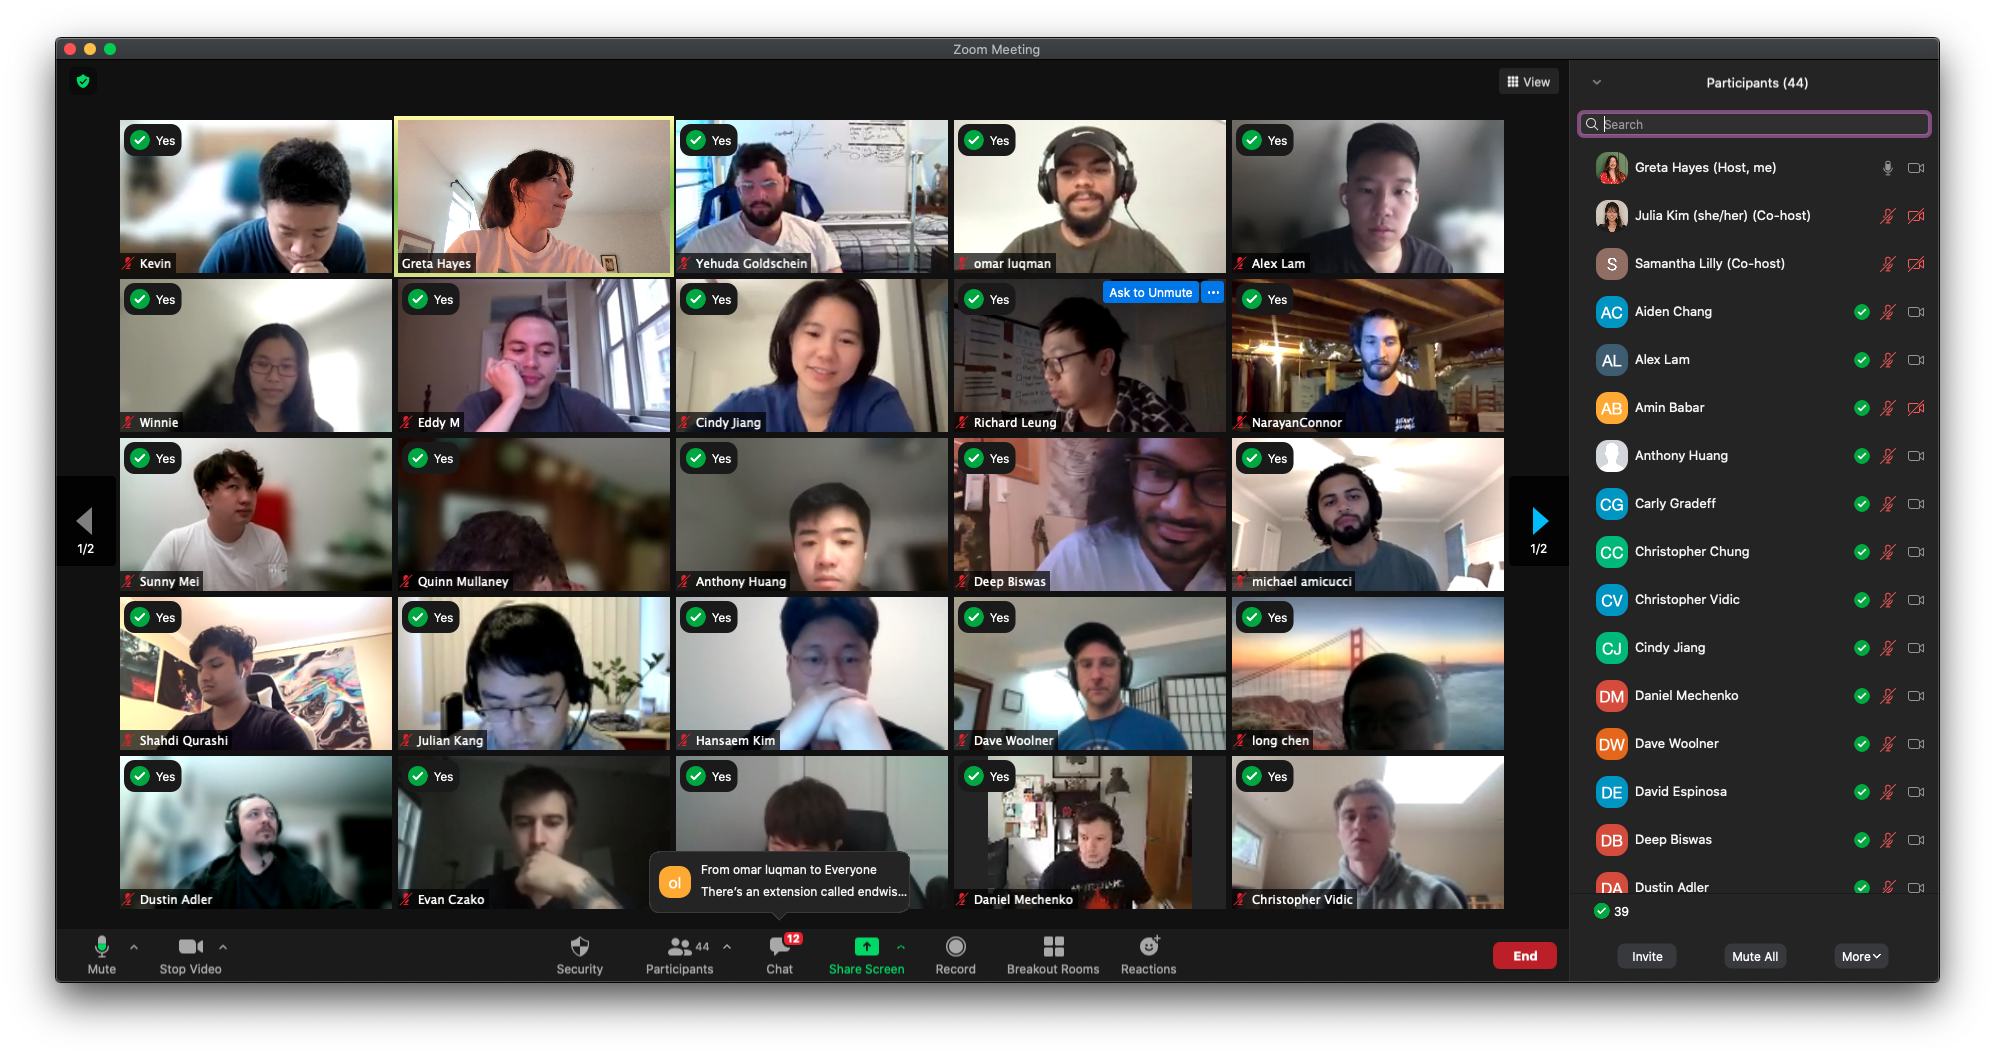 Zoom Meeting
View
Yes
Kevin
Greta Hayes
Yes
Yehuda Goldschein
Yes
omar luqman
Yes
Alex Lam
Yes
Winnie
Yes
Eddy M
Yes
Cindy Jiang
Yes
Ask to Unmute
Richard Leung
Yes
NarayanConnor
Yes
Sunny Mei
Yes
Quinn Mullaney
Yes
Anthony Huang
Yes
Deep Biswas
Yes
michael amicucci
1/2
1/2
Yes
Shahdi Qurashi
Yes
Julian Kang
Yes
Hansaem Kim
Yes
Dave Woolner
Yes
long chen
Yes
Dustin Adler
Yes
Evan Czako
Yes
Yes
Daniel Mechenko
Yes
Christopher Vidic
ol
From omar luqman to Everyone
There's an extension called endwis...
Mute
Stop Video
Security
44
Participants
12
Chat
Share Screen
Record
Breakout Rooms
Reactions
End
Participants (44)
Search
Greta Hayes (Host, me)
Julia Kim (she/her) (Co-host)
S Samantha Lilly (Co-host)
AC Aiden Chang
AL Alex Lam
AB Amin Babar
Anthony Huang
CG Carly Gradeff
CC Christopher Chung
CV Christopher Vidic
CJ Cindy Jiang
DM Daniel Mechenko
DW Dave Woolner
DE David Espinosa
DB Deep Biswas
DA Dustin Adler
39
Invite
Mute All
More